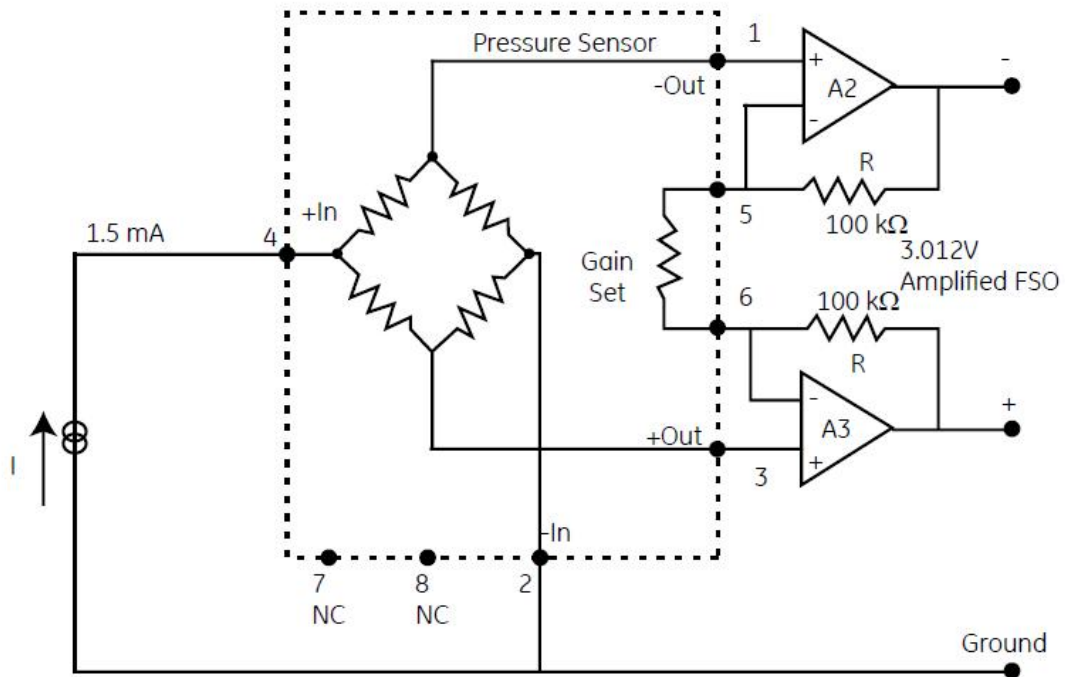 Pressure Sensor
1
-Out
+
A2
-
-
R
5
100 kΩ
+In
1.5 mA
4
3.012V
Amplified FSO
Gain
Set
6
100 kΩ
R
-
A3
+
+
+Out
3
I
-In
7
NC
8
NC
2
Ground